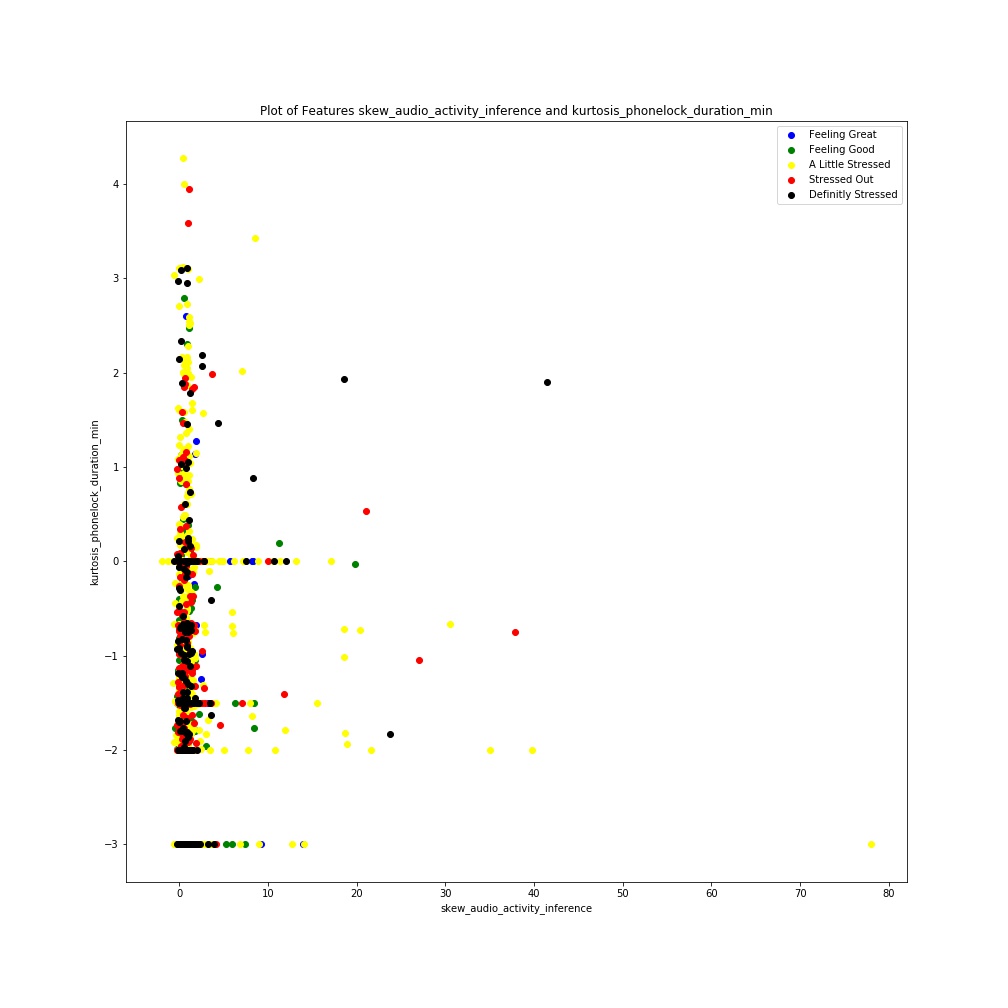 Plot of Features skew_audio_activity_inference and kurtosis_phonelock_duration_min
Feeling Great
Feeling Good
A Little Stressed
Stressed Out
Definitly Stressed
kurtosis_phonelock_duration_min
4
3
2
1
0
−1
−2
−3
0 10 20 30 40 50 60 70 80
skew_audio_activity_inference